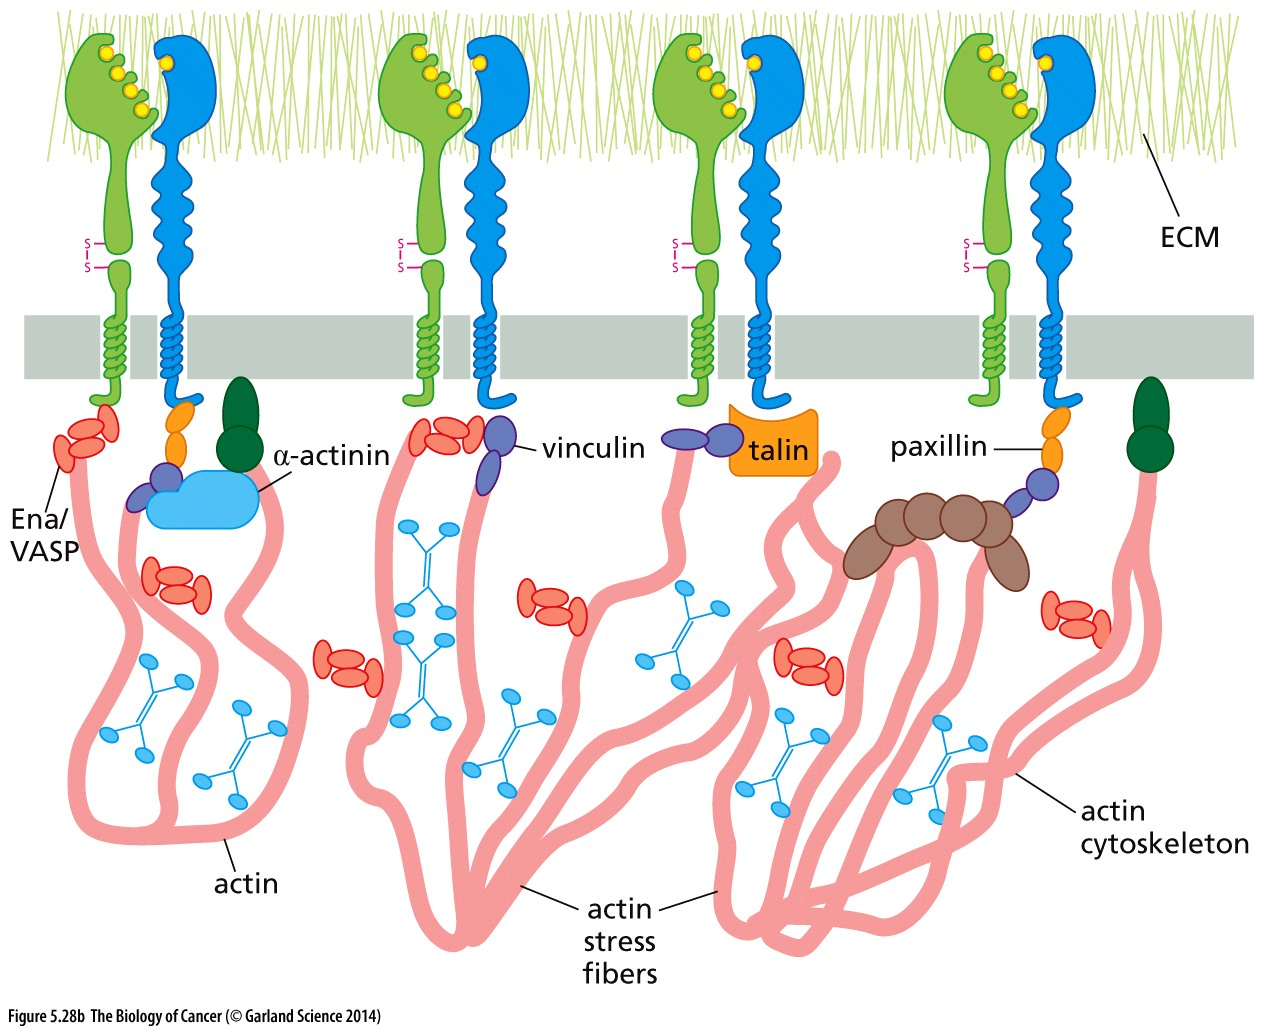 S
S
S
S
S
S
S
S
ECM
α-actinin
vinculin
talin
paxillin
Ena/
VASP
actin
cytoskeleton
actin
actin
stress
fibers
Figure 5.28b The Biology of Cancer (© Garland Science 2014)